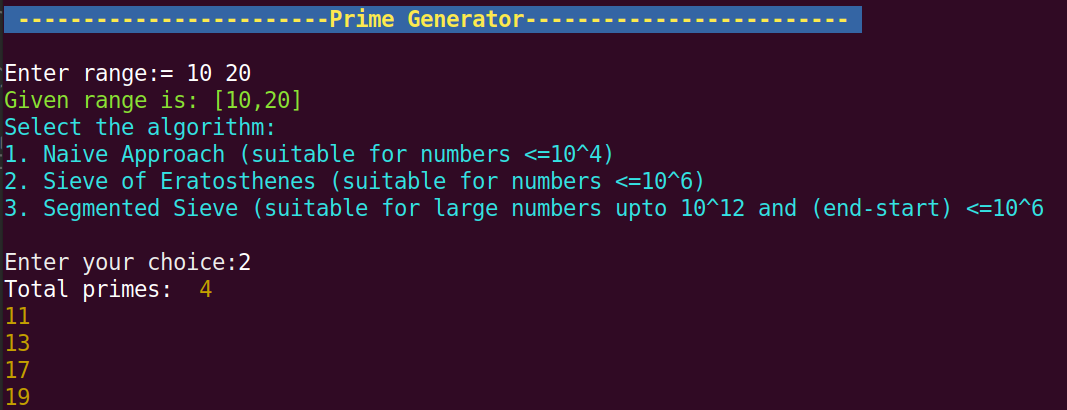 ------------------------Prime Generator-------------------------
Enter range:= 10 20
Given range is: [10,20]
Select the algorithm:
1. Naive Approach (suitable for numbers <=10^4)
2. Sieve of Eratosthenes (suitable for numbers <=10^6)
3. Segmented Sieve (suitable for large numbers upto 10^12 and (end-start) <=10^6
Enter your choice:2
Total primes:  4
11
13
17
19